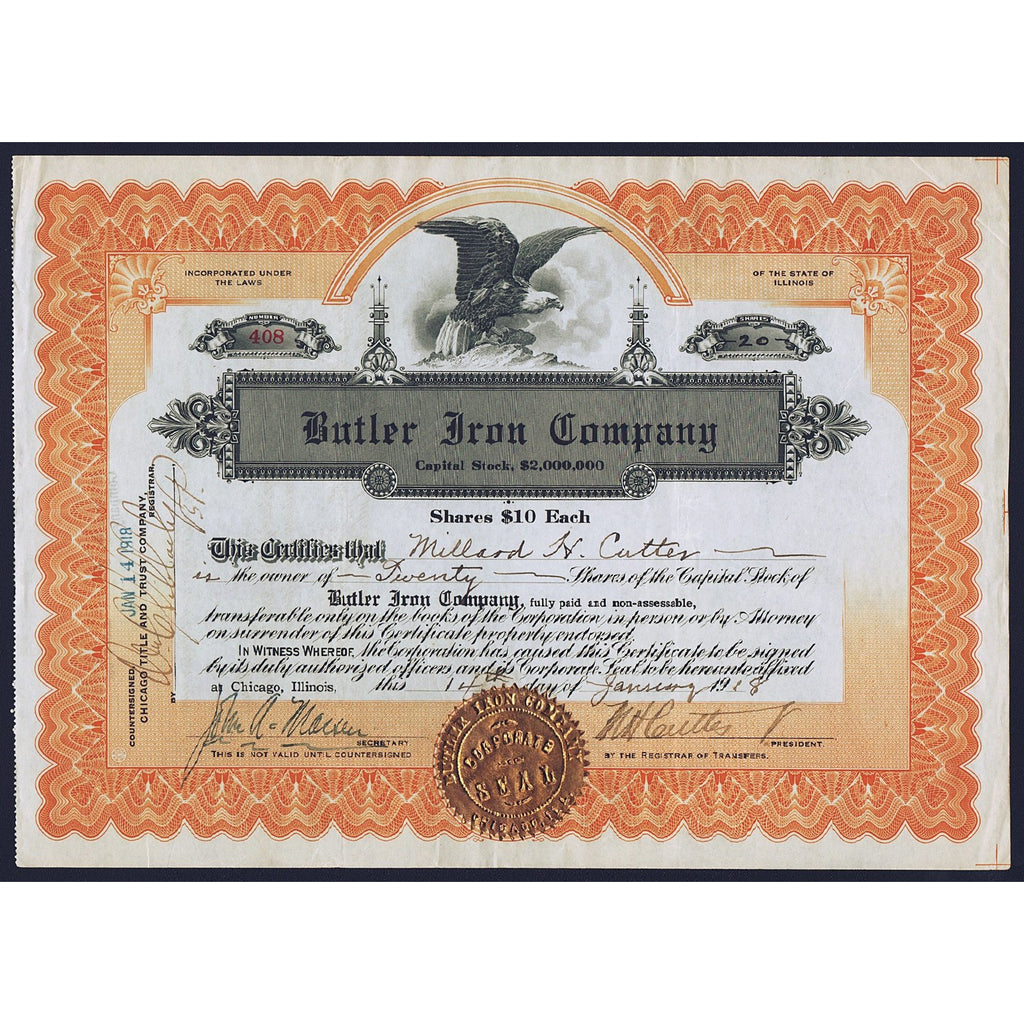 INCORPORATED UNDER
THE LAWS
OF THE STATE OF
ILLINOIS
NUMBER
408
SHARES
-20-
Butler Iron Company
Capital Stock, $2,000,000
Shares $10 Each
This Certifies that Millard H. Cutter
is the owner of Twenty Shares of the Capital Stock of
Butler Iron Company, fully paid and non-assessable,
transferable only on the books of the Corporation in person or by Attorney
on surrender of this Certificate properly endorsed.
IN WITNESS WHEREOF, the Corporation has caused this Certificate to be signed
by its duly authorized officers and its Corporate Seal to be hereunto affixed
at Chicago, Illinois, this 14th day of January 1918
SECRETARY
M H Cutter PRESIDENT.
THIS IS NOT VALID UNTIL COUNTERSIGNED
BY THE REGISTRAR OF TRANSFERS.
COUNTERSIGNED
CHICAGO TITLE AND TRUST COMPANY,
REGISTRAR,
BY
JAN 14 1918
BUTLER IRON COMPANY
CORPORATE
SEAL